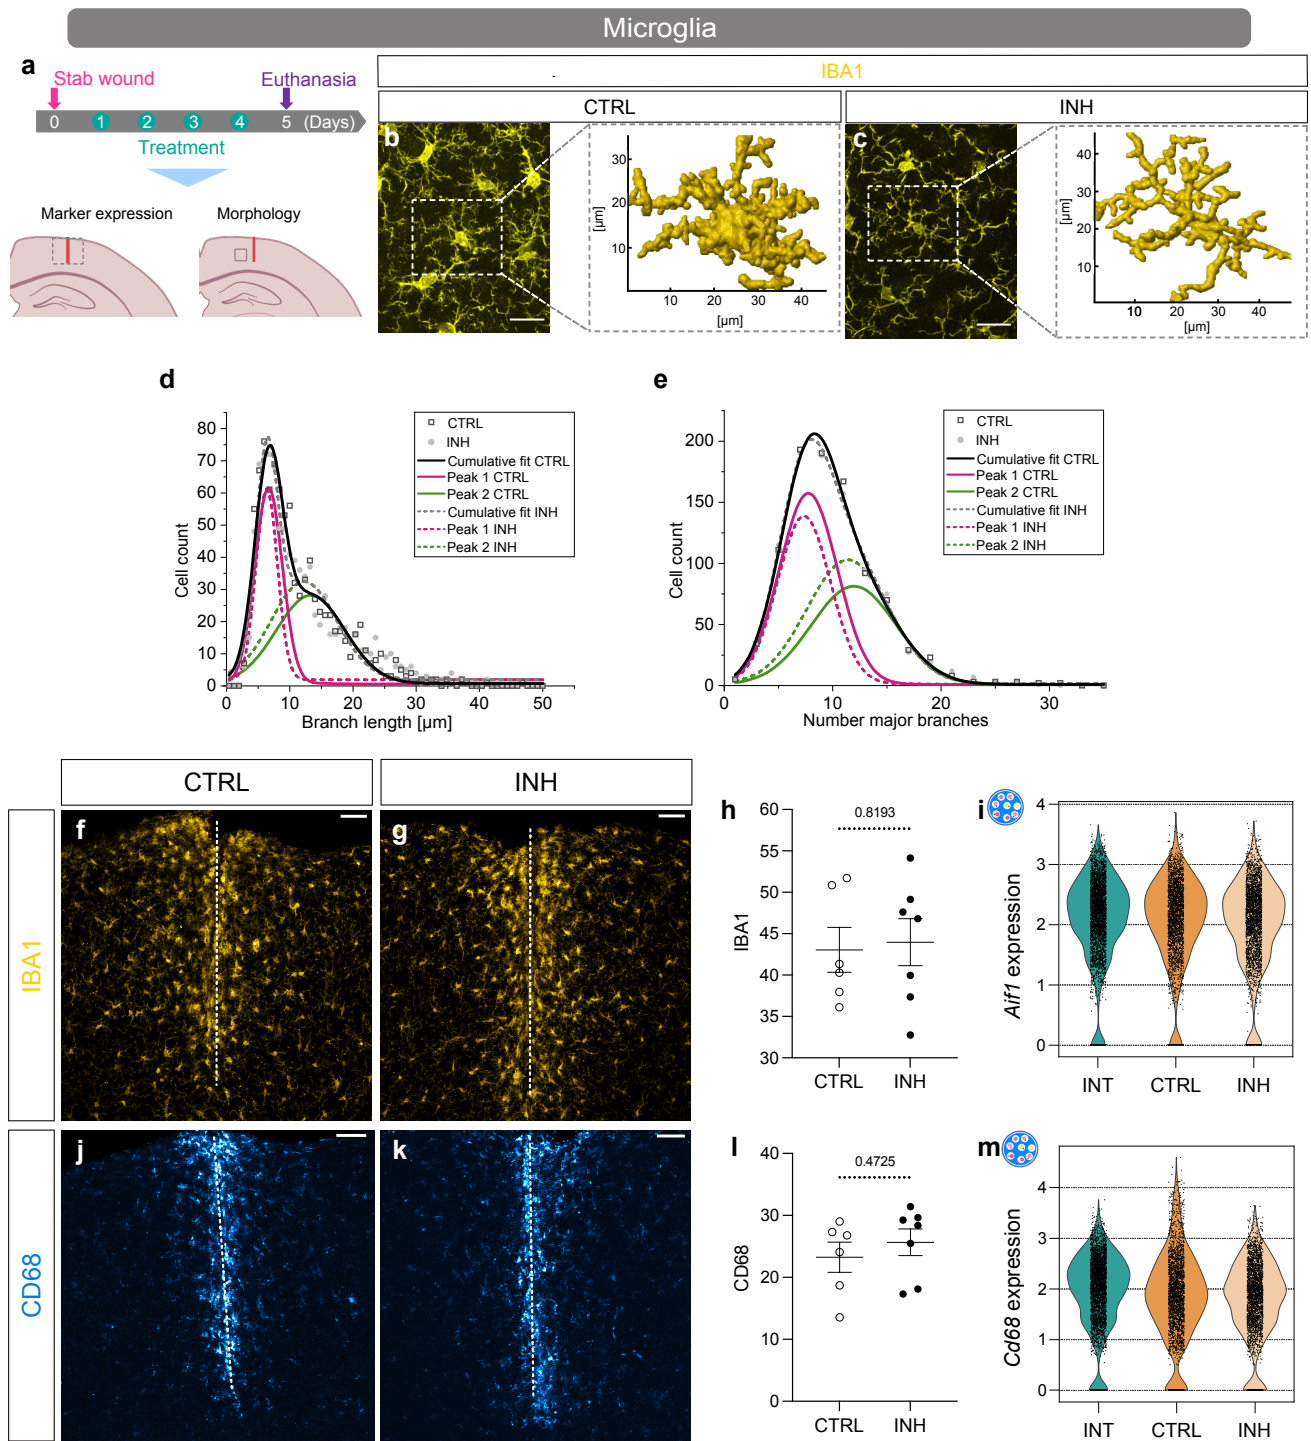 Microglia
a
Stab wound
Euthanasia
0 1 2 3 4 5 (Days)
Treatment
Marker expression
Morphology
IBA1
CTRL
INH
b
30
20
10
[µm]
10 20 30 40
[µm]
c
40
30
20
10
[µm]
10 20 30 40
[µm]
d
80
70
60
50
40
30
20
10
0
Cell count
0 10 20 30 40 50
Branch length [µm]
CTRL
INH
Cumulative fit CTRL
Peak 1 CTRL
Peak 2 CTRL
Cumulative fit INH
Peak 1 INH
Peak 2 INH
e
200
150
100
50
0
Cell count
0 10 20 30
Number major branches
CTRL
INH
Cumulative fit CTRL
Peak 1 CTRL
Peak 2 CTRL
Cumulative fit INH
Peak 1 INH
Peak 2 INH
CTRL
INH
IBA1
f
g
h
60
55
50
45
40
35
30
IBA1
0.8193
CTRL INH
i
4
3
2
1
0
Aif1 expression
INT CTRL INH
CD68
j
k
l
40
30
20
10
0
CD68
0.4725
CTRL INH
m
4
3
2
1
0
Cd68 expression
INT CTRL INH